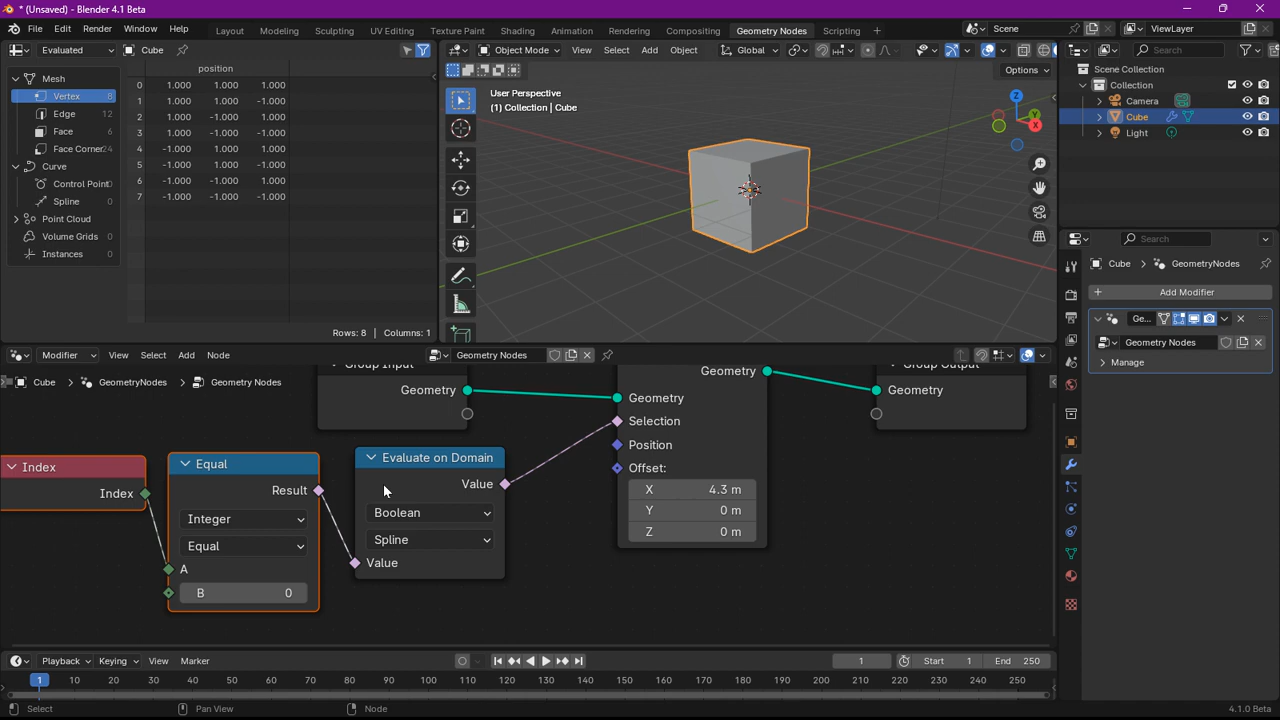 * (Unsaved) - Blender 4.1 Beta
File Edit Render Window Help
Layout Modeling Sculpting UV Editing Texture Paint Shading Animation Rendering Compositing Geometry Nodes Scripting +
Scene
ViewLayer
Evaluated
Cube
Object Mode
View Select Add Object
Global
Search
Options
position
Mesh
Vertex 8
Edge 12
Face 6
Face Corner 24
Curve
Control Point 0
Spline 0
Point Cloud
Volume Grids 0
Instances 0
0 1.000 1.000 1.000
1 1.000 1.000 -1.000
2 1.000 -1.000 1.000
3 1.000 -1.000 -1.000
4 -1.000 1.000 1.000
5 -1.000 1.000 -1.000
6 -1.000 -1.000 1.000
7 -1.000 -1.000 -1.000
Rows: 8 | Columns: 1
User Perspective
(1) Collection | Cube
Z
X
Scene Collection
Collection
Camera
Cube
Light
Search
Cube > GeometryNodes
+ Add Modifier
Ge...
Geometry Nodes
Manage
Modifier
View Select Add Node
Geometry Nodes
Cube > GeometryNodes > Geometry Nodes
Group Input
Geometry
Geometry
Geometry
Selection
Position
Offset:
X 4.3 m
Y 0 m
Z 0 m
Group Output
Geometry
Index
Index
Equal
Result
Integer
Equal
A
B 0
Evaluate on Domain
Value
Boolean
Spline
Value
Playback Keying View Marker
1
Start 1
End 250
1 10 20 30 40 50 60 70 80 90 100 110 120 130 140 150 160 170 180 190 200 210 220 230 240 250
Select
Pan View
Node
4.1.0 Beta